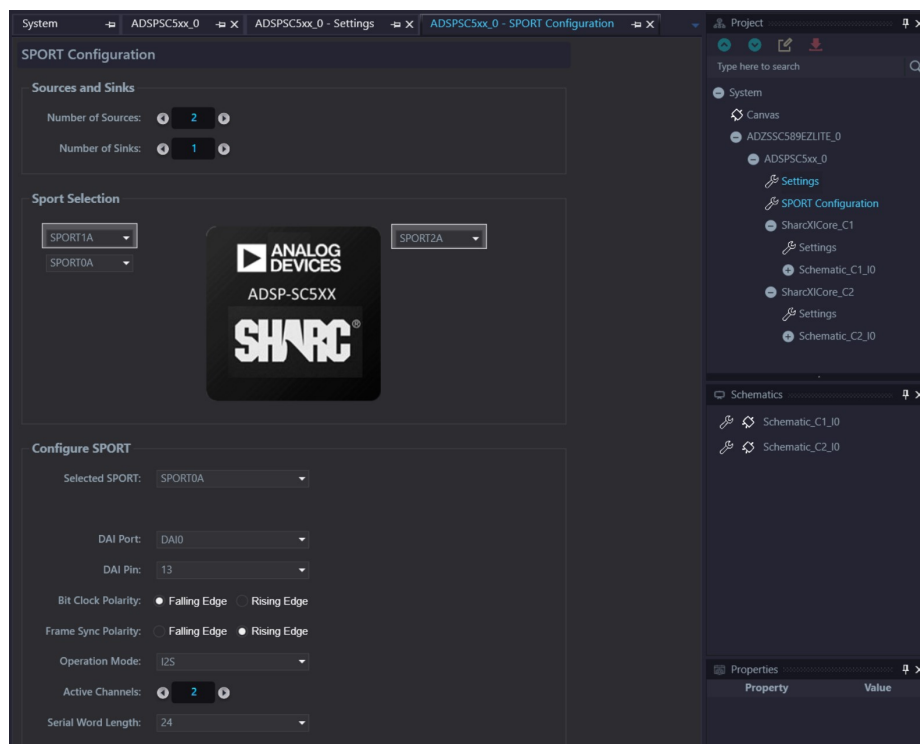 System
ADSPSC5xx_0
ADSPSC5xx_0 - Settings
ADSPSC5xx_0 - SPORT Configuration
SPORT Configuration
Sources and Sinks
Number of Sources: 2
Number of Sinks: 1
Sport Selection
SPORT1A
SPORT0A
ANALOG
DEVICES
ADSP-SC5XX
SHARC®
SPORT2A
Configure SPORT
Selected SPORT: SPORT0A
DAI Port: DAI0
DAI Pin: 13
Bit Clock Polarity: Falling Edge Rising Edge
Frame Sync Polarity: Falling Edge Rising Edge
Operation Mode: I2S
Active Channels: 2
Serial Word Length: 24
Project
Type here to search
System
Canvas
ADZSSC589EZLITE_0
ADSPSC5xx_0
Settings
SPORT Configuration
SharcXICore_C1
Settings
Schematic_C1_I0
SharcXICore_C2
Settings
Schematic_C2_I0
Schematics
Schematic_C1_I0
Schematic_C2_I0
Properties
Property Value